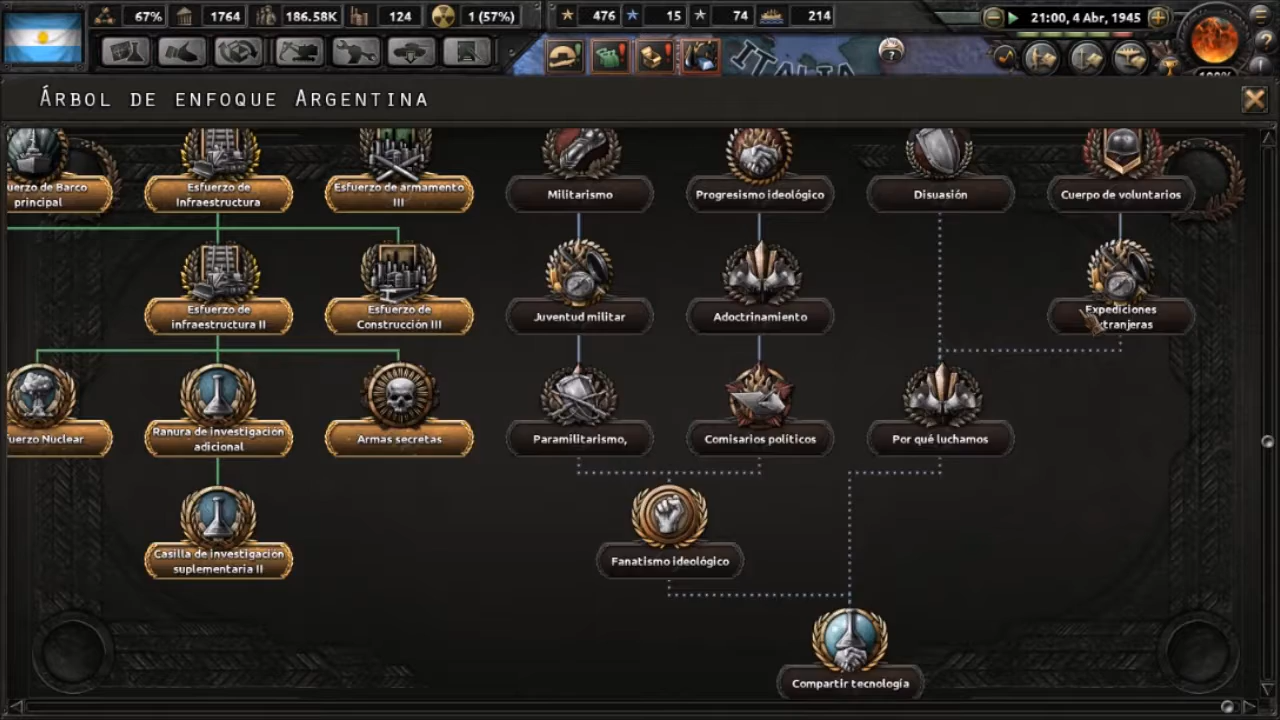 67% 1764 186.58K 124 1 (57%) 476 15 74 214 21:00, 4 Abr, 1945
ITALIA
Árbol de enfoque Argentina
uerzo de Barco
principal
Esfuerzo de
Infraestructura
Esfuerzo de armamento
III
Militarismo
Progresismo ideológico
Disuasión
Cuerpo de voluntarios
Esfuerzo de
infraestructura II
Esfuerzo de
Construcción III
Juventud militar
Adoctrinamiento
Expediciones
xtranjeras
uerzo Nuclear
Ranura de investigación
adicional
Armas secretas
Paramilitarismo,
Comisarios políticos
Por qué luchamos
Casilla de investigación
suplementaria II
Fanatismo ideológico
Compartir tecnología